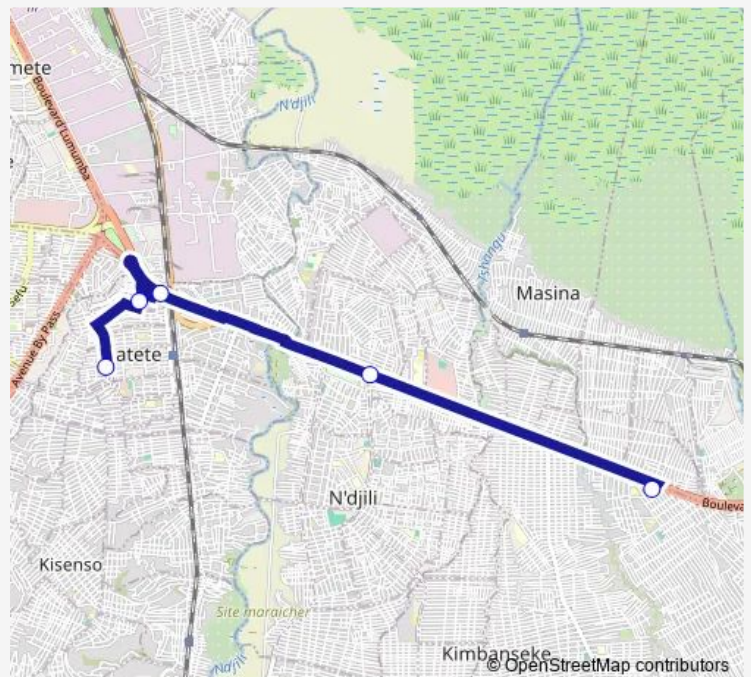 mete
Boulevard Lumumba
N'djili
Tshangu
Masina
Sefu
Avenue By Pass
atete
Bouleva
N'djili
Kisenso
Site maraicher
N'djili
Kimbanseke
© OpenStreetMap contributors